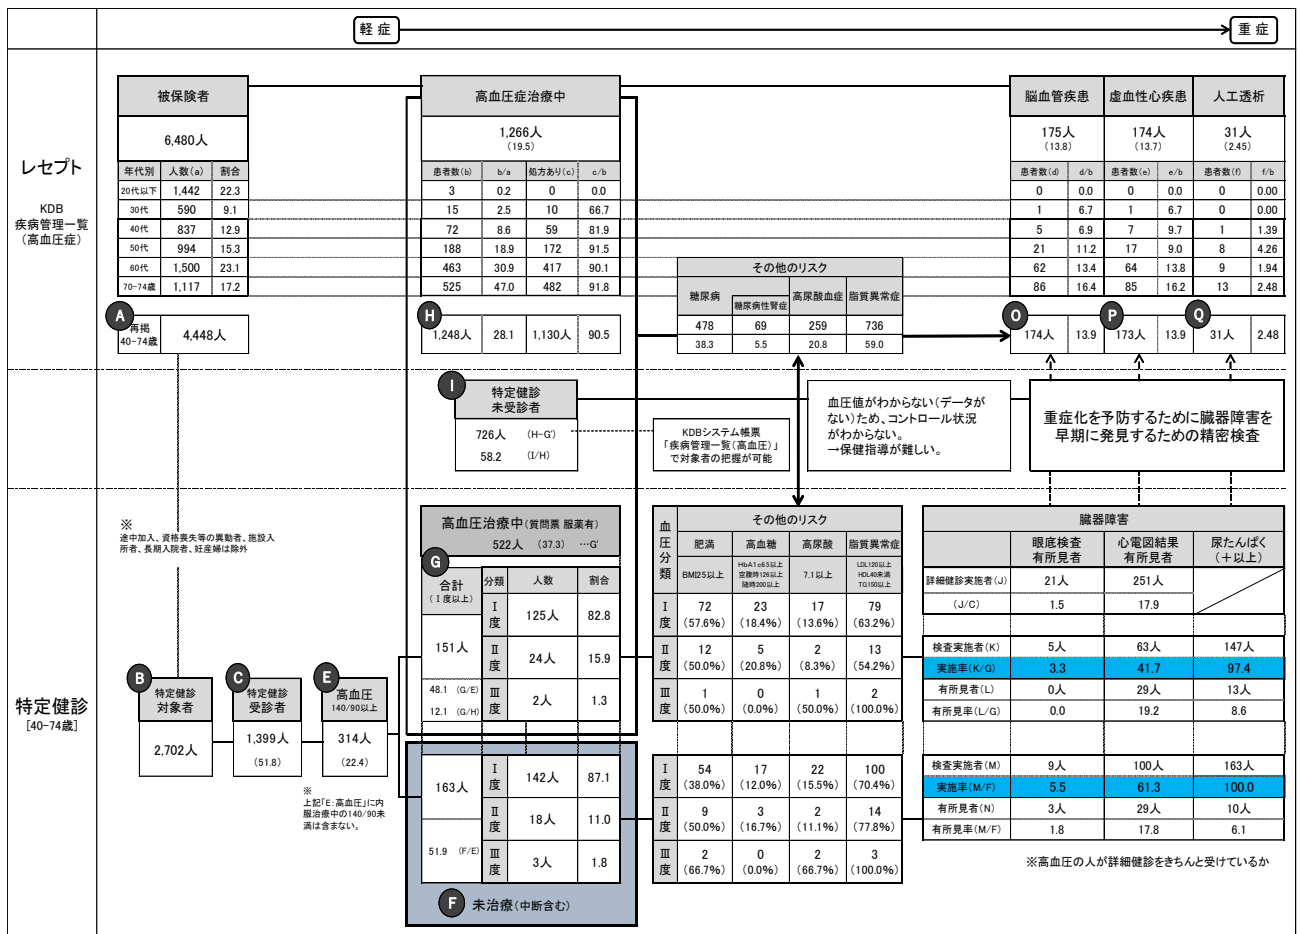 軽症
重症
レセプト
KDB
疾病管理一覧
（高血圧症）
被保険者
6,480人
年代別 人数(a) 割合
20代以下 1,442 22.3
30代 590 9.1
40代 837 12.9
50代 994 15.3
60代 1,500 23.1
70-74歳 1,117 17.2
A
再掲
40-74歳
4,448人
高血圧症治療中
1,266人
(19.5)
患者数(b) b/a 処方あり(c) c/b
3 0.2 0 0.0
15 2.5 10 66.7
72 8.6 59 81.9
188 18.9 172 91.5
463 30.9 417 90.1
525 47.0 482 91.8
H
1,248人 28.1 1,130人 90.5
その他のリスク
糖尿病 糖尿病性腎症 高尿酸血症 脂質異常症
478 69 259 736
38.3 5.5 20.8 59.0
脳血管疾患 虚血性心疾患 人工透析
175人 174人 31人
(13.8) (13.7) (2.45)
患者数(d) d/b 患者数(e) e/b 患者数(f) f/b
0 0.0 0 0.0 0 0.00
1 6.7 1 6.7 0 0.00
5 6.9 7 9.7 1 1.39
21 11.2 17 9.0 8 4.26
62 13.4 64 13.8 9 1.94
86 16.4 85 16.2 13 2.48
O P Q
174人 13.9 173人 13.9 31人 2.48
I
特定健診
未受診者
726人 (H-G')
58.2 (I/H)
KDBシステム帳票
「疾病管理一覧（高血圧）」
で対象者の把握が可能
血圧値がわからない（データが
ない）ため、コントロール状況
がわからない。
→保健指導が難しい。
重症化を予防するために臓器障害を
早期に発見するための精密検査
特定健診
[40-74歳]
※
途中加入、資格喪失等の異動者、施設入
所者、長期入院者、妊産婦は除外
B
特定健診
対象者
2,702人
C
特定健診
受診者
1,399人
(51.8)
E
高血圧
140/90以上
314人
(22.4)
※
上記「E：高血圧」に内
服治療中の140/90未
満は含まない。
高血圧治療中(質問票 服薬有)
522人 (37.3) …G'
G
合計
(Ⅰ度以上)
分類 人数 割合
151人
48.1 (G/E)
12.1 (G/H)
Ⅰ度 125人 82.8
Ⅱ度 24人 15.9
Ⅲ度 2人 1.3
163人
51.9 (F/E)
Ⅰ度 142人 87.1
Ⅱ度 18人 11.0
Ⅲ度 3人 1.8
F 未治療(中断含む)
血圧分類
その他のリスク
肥満 高血糖 高尿酸 脂質異常症
BMI25以上
HbA1c6.5以上
空腹時126以上
随時200以上
7.1以上
LDL120以上
HDL40未満
TG150以上
Ⅰ度 72 23 17 79
(57.6%) (18.4%) (13.6%) (63.2%)
Ⅱ度 12 5 2 13
(50.0%) (20.8%) (8.3%) (54.2%)
Ⅲ度 1 0 1 2
(50.0%) (0.0%) (50.0%) (100.0%)
Ⅰ度 54 17 22 100
(38.0%) (12.0%) (15.5%) (70.4%)
Ⅱ度 9 3 2 14
(50.0%) (16.7%) (11.1%) (77.8%)
Ⅲ度 2 0 2 3
(66.7%) (0.0%) (66.7%) (100.0%)
臓器障害
眼底検査
有所見者
心電図結果
有所見者
尿たんぱく
（＋以上）
詳細健診実施者(J) 21人 251人
(J/C) 1.5 17.9
検査実施者(K) 5人 63人 147人
実施率(K/G) 3.3 41.7 97.4
有所見者(L) 0人 29人 13人
有所見率(L/G) 0.0 19.2 8.6
検査実施者(M) 9人 100人 163人
実施率(M/F) 5.5 61.3 100.0
有所見者(N) 3人 29人 10人
有所見率(M/F) 1.8 17.8 6.1
※高血圧の人が詳細健診をきちんと受けているか